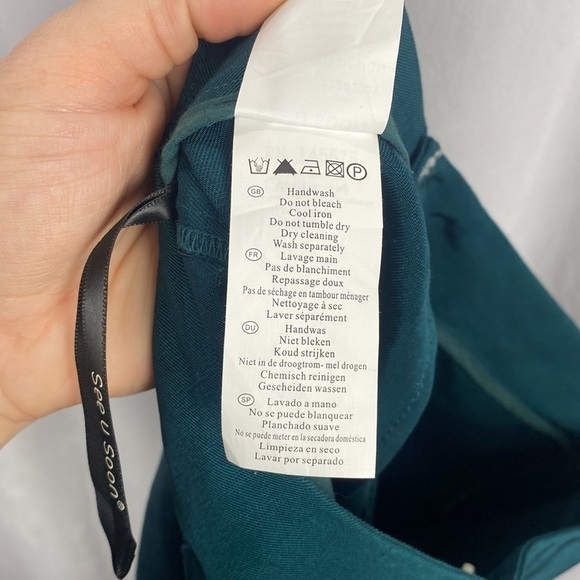 P
GB Handwash
Do not bleach
Cool iron
Do not tumble dry
Dry cleaning
Wash separately
FR Lavage main
Pas de blanchiment
Repassage doux
Pas de séchage en tambour ménager
Nettoyage à sec
Laver séparément
DU Handwas
Niet bleken
Koud strijken
Niet in de droogtrom- mel drogen
Chemisch reinigen
Gescheiden wassen
SP Lavado a mano
No se puede blanquear
Planchado suave
No se puede meter en la secadora doméstica
Limpieza en seco
Lavar por separado
See U Soon®